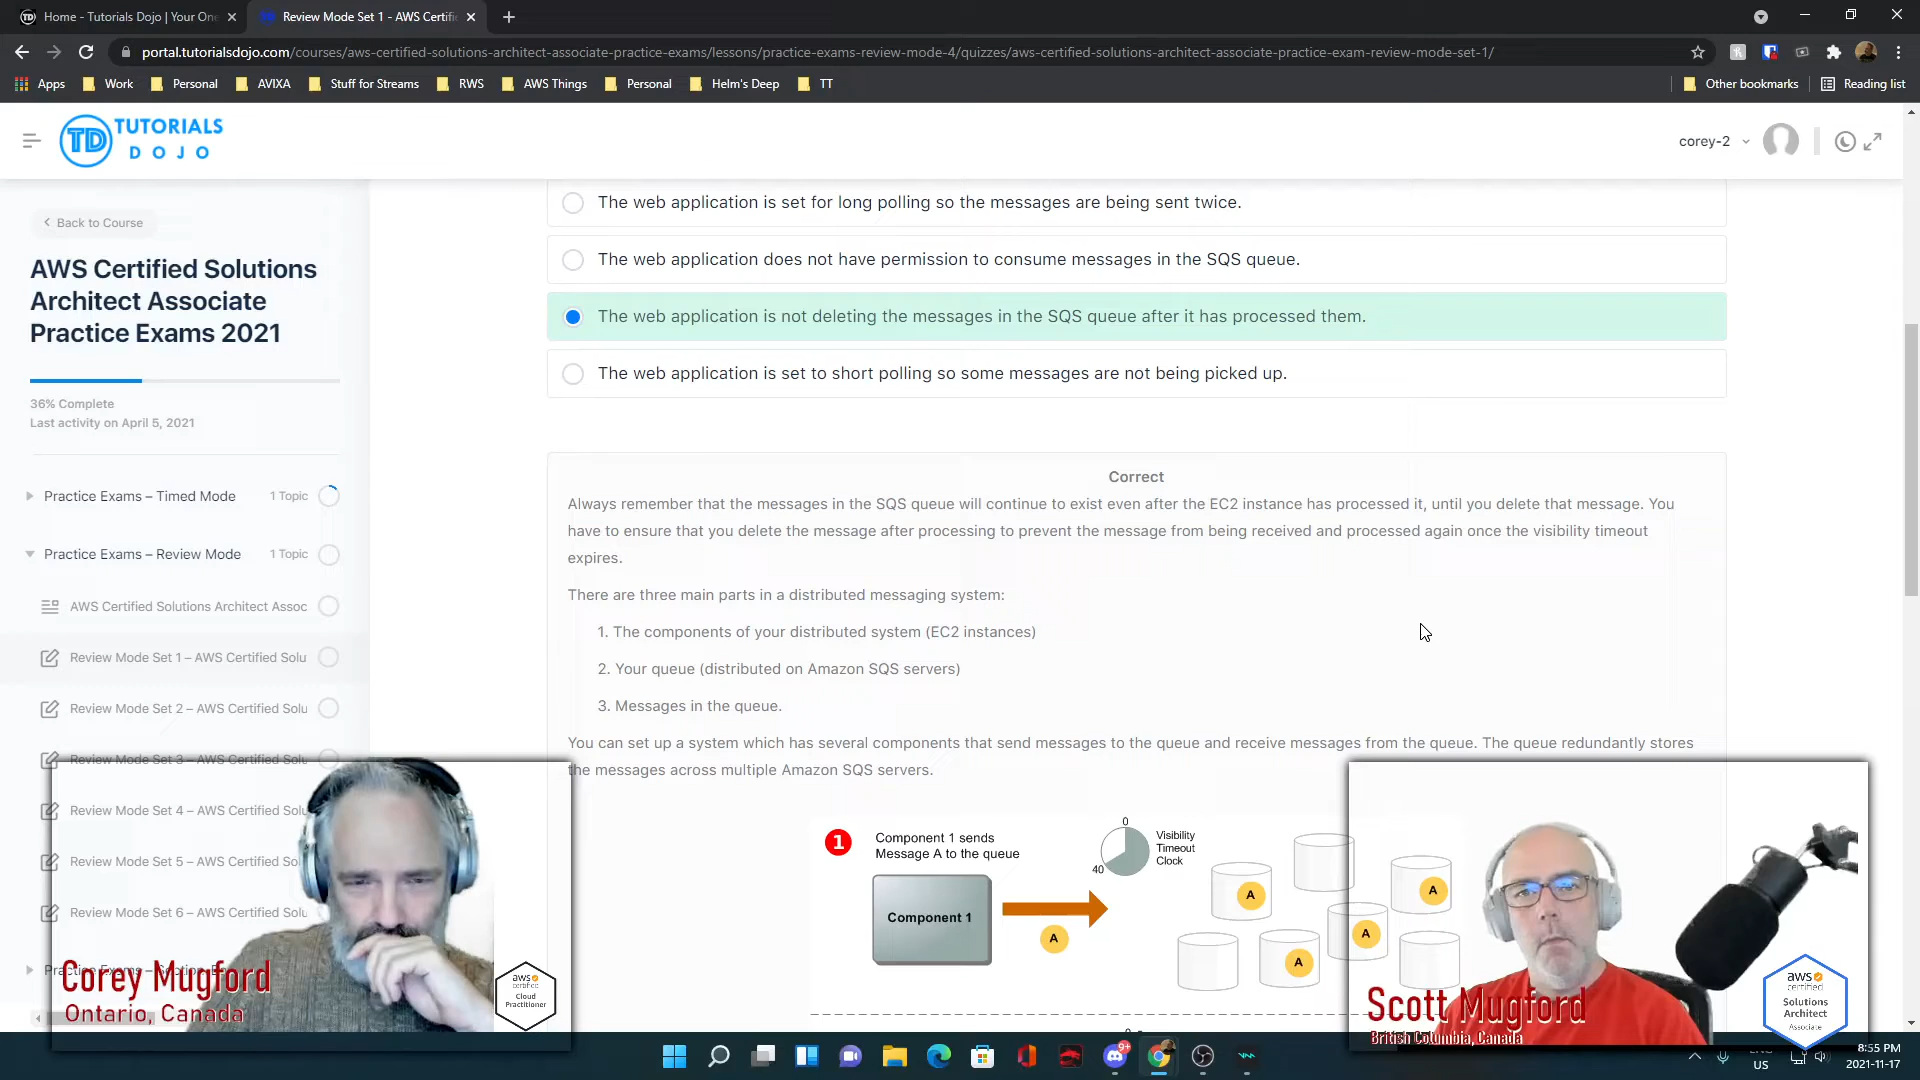 Home - Tutorials Dojo | Your One
Review Mode Set 1 - AWS Certifi
portal.tutorialsdojo.com/courses/aws-certified-solutions-architect-associate-practice-exams/lessons/practice-exams-review-mode-4/quizzes/aws-certified-solutions-architect-associate-practice-exam-review-mode-set-1/
Apps
Work
Personal
AVIXA
Stuff for Streams
RWS
AWS Things
Personal
Helm's Deep
TT
Other bookmarks
Reading list
TD
TUTORIALS
DOJO
corey-2
Back to Course
AWS Certified Solutions
Architect Associate
Practice Exams 2021
36% Complete
Last activity on April 5, 2021
Practice Exams – Timed Mode
1 Topic
Practice Exams – Review Mode
1 Topic
AWS Certified Solutions Architect Assoc
Review Mode Set 1 – AWS Certified Solu
Review Mode Set 2 – AWS Certified Solu
Review Mode Set 3 – AWS Certified Solu
Review Mode Set 4 – AWS Certified Solu
Review Mode Set 5 – AWS Certified So
Review Mode Set 6 – AWS Certified Solu
The web application is set for long polling so the messages are being sent twice.
The web application does not have permission to consume messages in the SQS queue.
The web application is not deleting the messages in the SQS queue after it has processed them.
The web application is set to short polling so some messages are not being picked up.
Correct
Always remember that the messages in the SQS queue will continue to exist even after the EC2 instance has processed it, until you delete that message. You
have to ensure that you delete the message after processing to prevent the message from being received and processed again once the visibility timeout
expires.
There are three main parts in a distributed messaging system:
1. The components of your distributed system (EC2 instances)
2. Your queue (distributed on Amazon SQS servers)
3. Messages in the queue.
You can set up a system which has several components that send messages to the queue and receive messages from the queue. The queue redundantly stores
the messages across multiple Amazon SQS servers.
1
Component 1 sends
Message A to the queue
Component 1
A
0
40
Visibility
Timeout
Clock
A
A
A
A
Corey Mugford
Ontario, Canada
aws
certified
Cloud
Practitioner
Scott Mugford
British Columbia, Canada
aws
certified
Solutions
Architect
Associate
9+
US
8:55 PM
2021-11-17